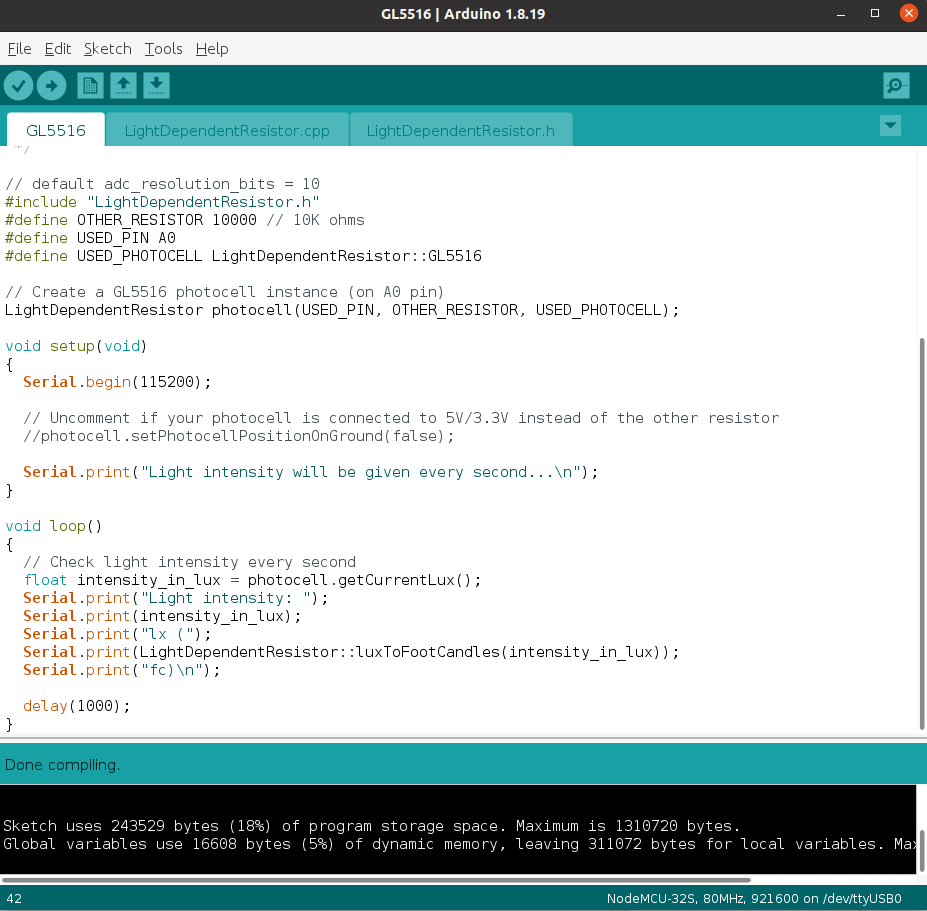 GL5516 | Arduino 1.8.19
File Edit Sketch Tools Help
GL5516 LightDependentResistor.cpp LightDependentResistor.h
*/
// default adc_resolution_bits = 10
#include "LightDependentResistor.h"
#define OTHER_RESISTOR 10000 // 10K ohms
#define USED_PIN A0
#define USED_PHOTOCELL LightDependentResistor::GL5516
// Create a GL5516 photocell instance (on A0 pin)
LightDependentResistor photocell(USED_PIN, OTHER_RESISTOR, USED_PHOTOCELL);
void setup(void)
{
Serial.begin(115200);
// Uncomment if your photocell is connected to 5V/3.3V instead of the other resistor
//photocell.setPhotocellPositionOnGround(false);
Serial.print("Light intensity will be given every second...\n");
}
void loop()
{
// Check light intensity every second
float intensity_in_lux = photocell.getCurrentLux();
Serial.print("Light intensity: ");
Serial.print(intensity_in_lux);
Serial.print("lx (");
Serial.print(LightDependentResistor::luxToFootCandles(intensity_in_lux));
Serial.print("fc)\n");
delay(1000);
}
Done compiling.
Sketch uses 243529 bytes (18%) of program storage space. Maximum is 1310720 bytes.
Global variables use 16608 bytes (5%) of dynamic memory, leaving 311072 bytes for local variables. Max
42 NodeMCU-32S, 80MHz, 921600 on /dev/ttyUSB0